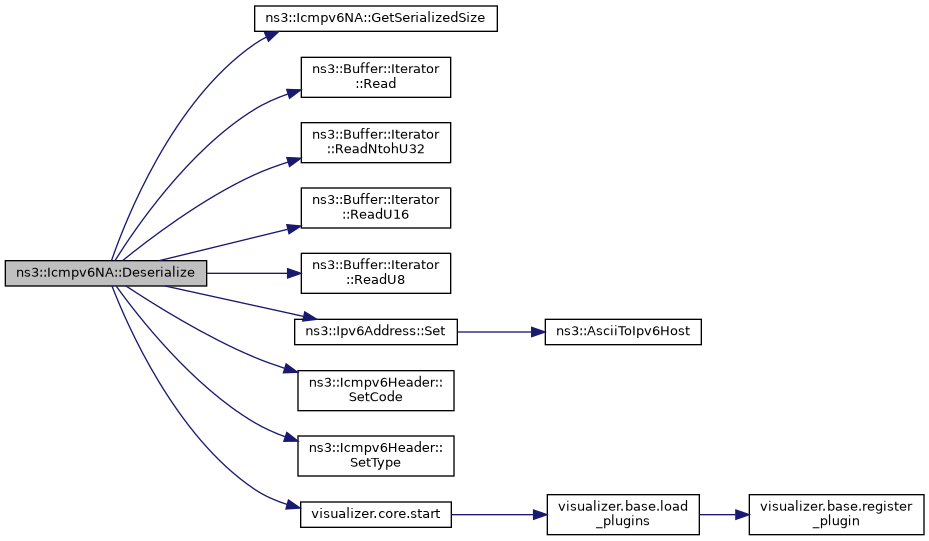 ns3::Icmpv6NA::GetSerializedSize
ns3::Buffer::Iterator
::Read
ns3::Buffer::Iterator
::ReadNtohU32
ns3::Buffer::Iterator
::ReadU16
ns3::Icmpv6NA::Deserialize
ns3::Buffer::Iterator
::ReadU8
ns3::Ipv6Address::Set
ns3::AsciiToIpv6Host
ns3::Icmpv6Header::
SetCode
ns3::Icmpv6Header::
SetType
visualizer.core.start
visualizer.base.load
_plugins
visualizer.base.register
_plugin